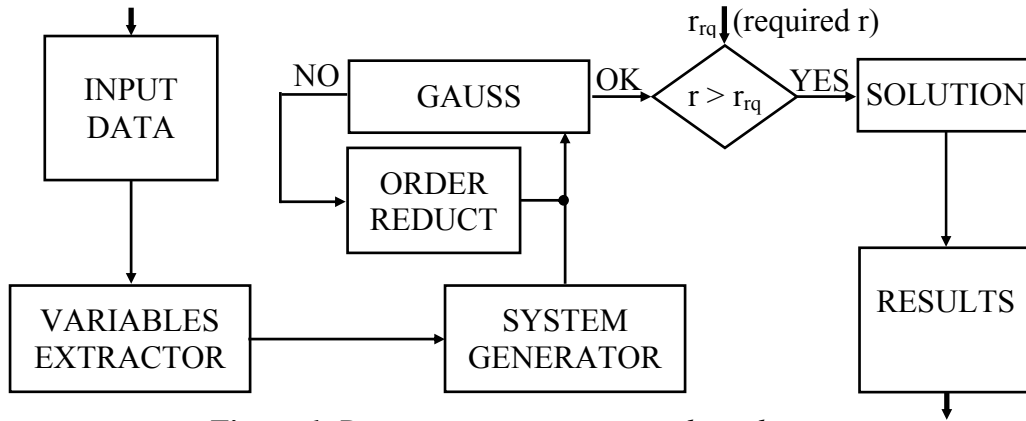 r_rq (required r)
INPUT
DATA
NO
GAUSS
OK
r > r_rq
YES
SOLUTION
ORDER
REDUCT
VARIABLES
EXTRACTOR
SYSTEM
GENERATOR
RESULTS